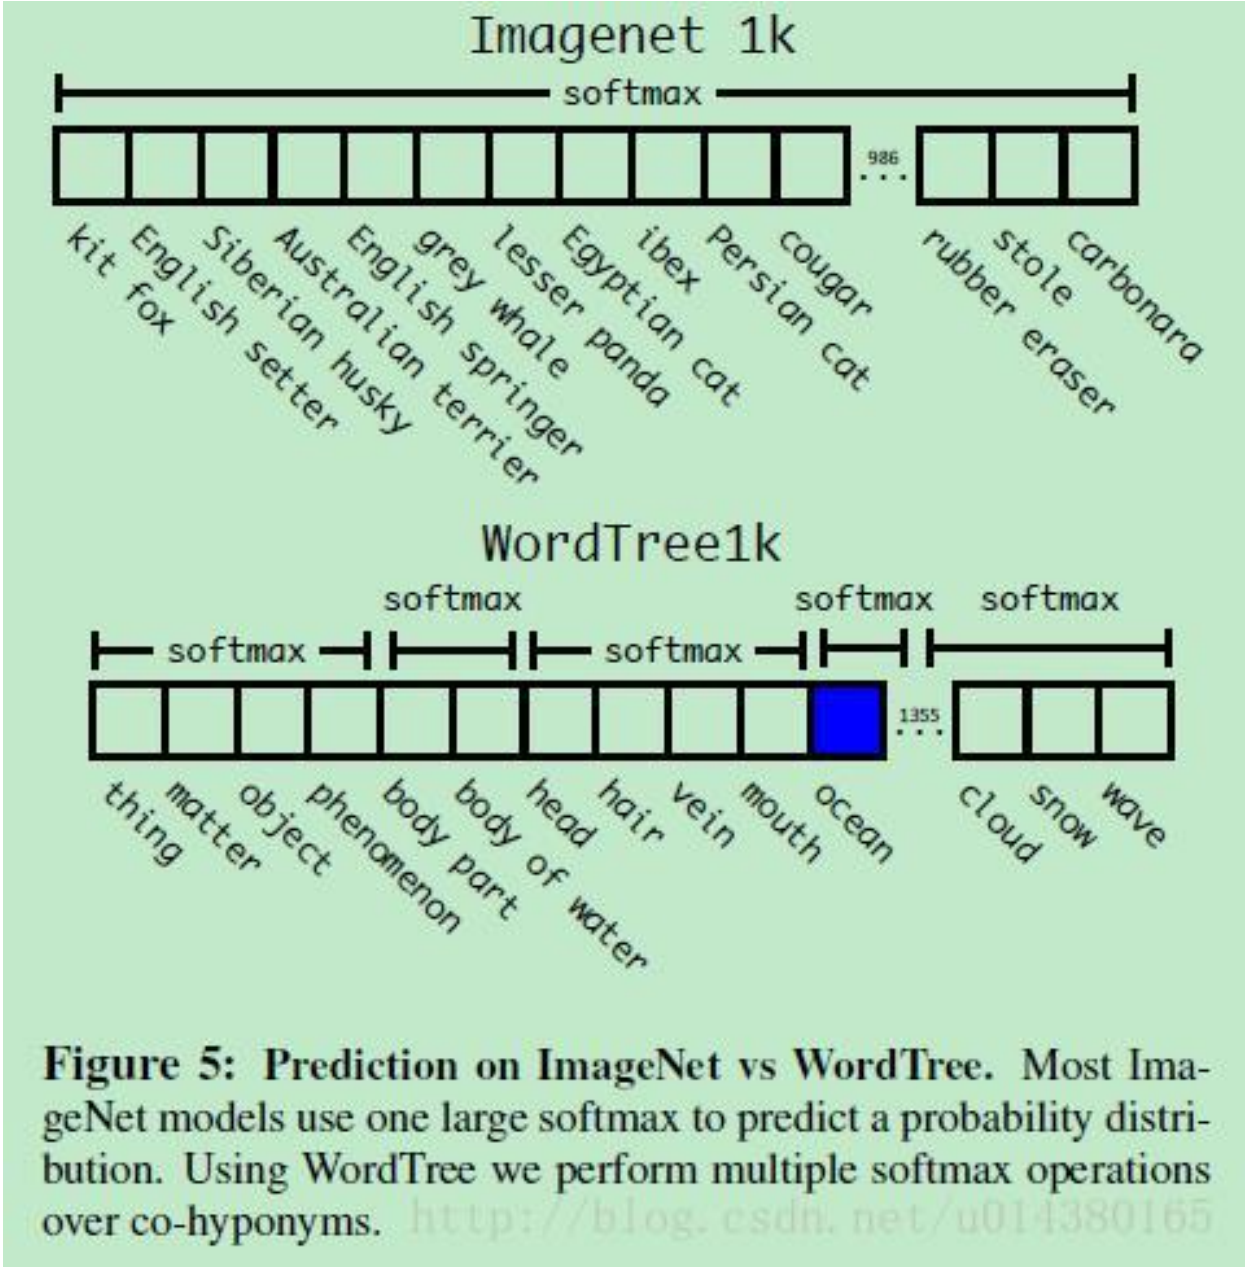 Imagenet 1k
softmax
986
...
kit fox
English setter
Siberian husky
Australian terrier
English springer
grey whale
lesser panda
Egyptian cat
ibex
Persian cat
cougar
rubber eraser
stole
carbonara
WordTree1k
softmax softmax softmax
softmax softmax
1355
...
thing
matter
object
phenomenon
body part
body of water
head
hair
vein
mouth
ocean
cloud
snow
wave
Figure 5: Prediction on ImageNet vs WordTree. Most Ima-
geNet models use one large softmax to predict a probability distri-
bution. Using WordTree we perform multiple softmax operations
over co-hyponyms. http://blog.csdn.net/u014380165